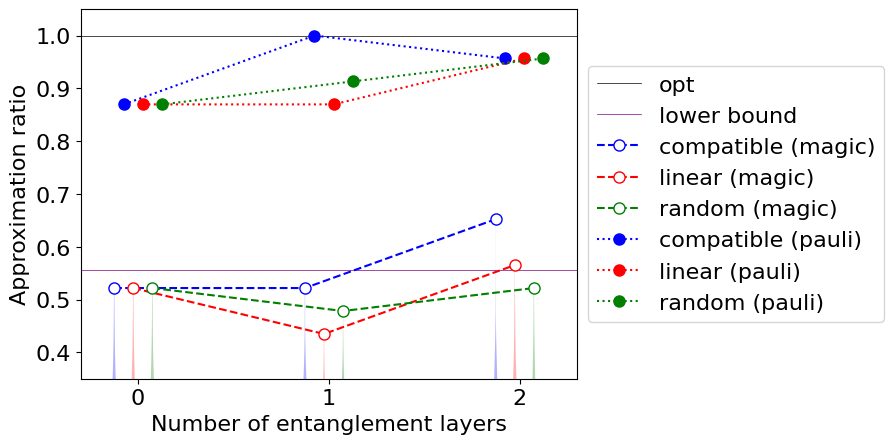 1.0
0.9
0.8
0.7
0.6
0.5
0.4
Approximation ratio
0 1 2
Number of entanglement layers
opt
lower bound
compatible (magic)
linear (magic)
random (magic)
compatible (pauli)
linear (pauli)
random (pauli)